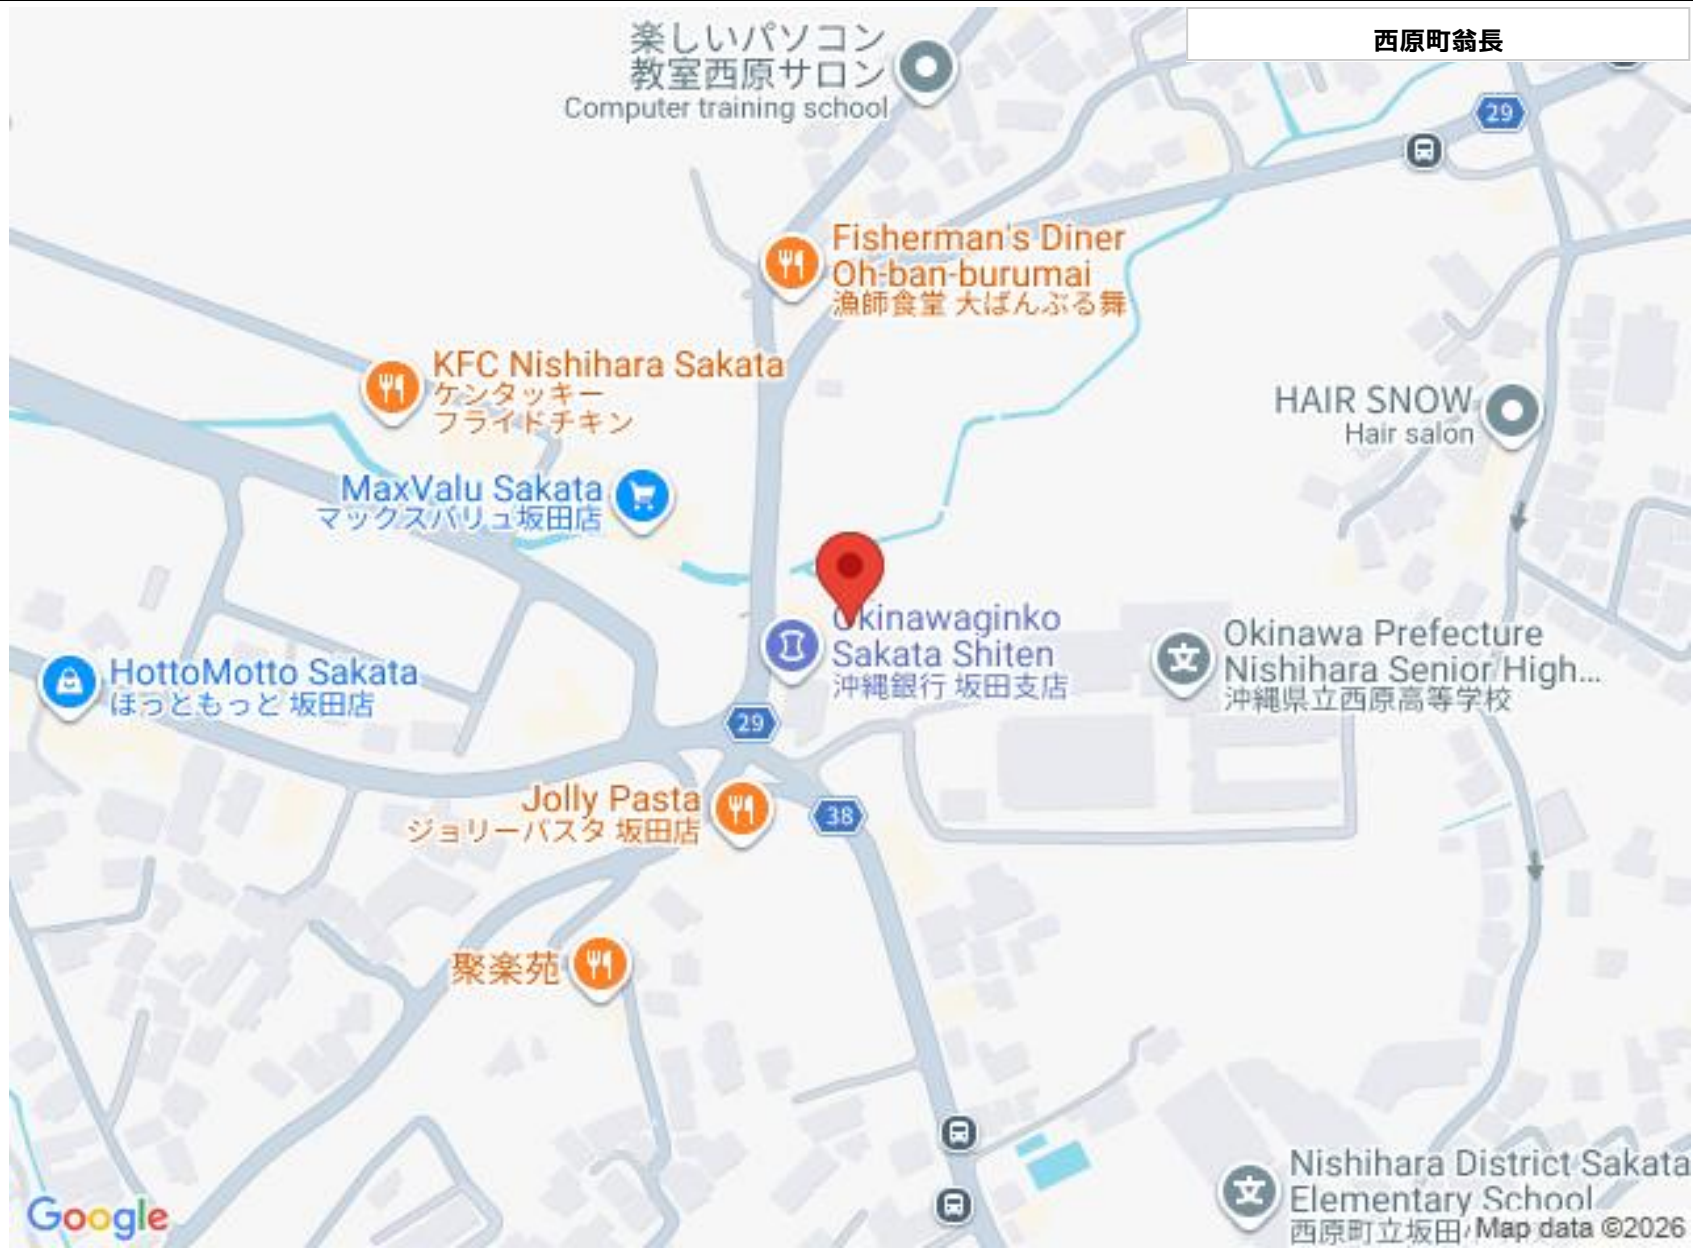 西原町翁長
楽しいパソコン
教室西原サロン
Computer training school
29
Fisherman's Diner
Oh-ban-burumai
漁師食堂 大ばんぶる舞
KFC Nishihara Sakata
ケンタッキー
フライドチキン
HAIR SNOW
Hair salon
MaxValu Sakata
マックスバリュ坂田店
Okinawaginko
Sakata Shiten
沖縄銀行 坂田支店
Okinawa Prefecture
Nishihara Senior High...
沖縄県立西原高等学校
HottoMotto Sakata
ほっともっと 坂田店
29
Jolly Pasta
ジョリーパスタ 坂田店
38
聚楽苑
Nishihara District Sakata
Elementary School
西原町立坂田
Google
Map data ©2026